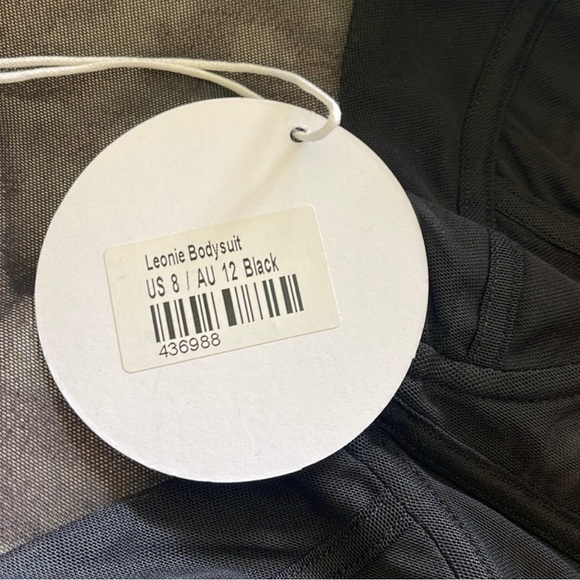 Leonie Bodysuit
US 8 / AU 12 Black
436988